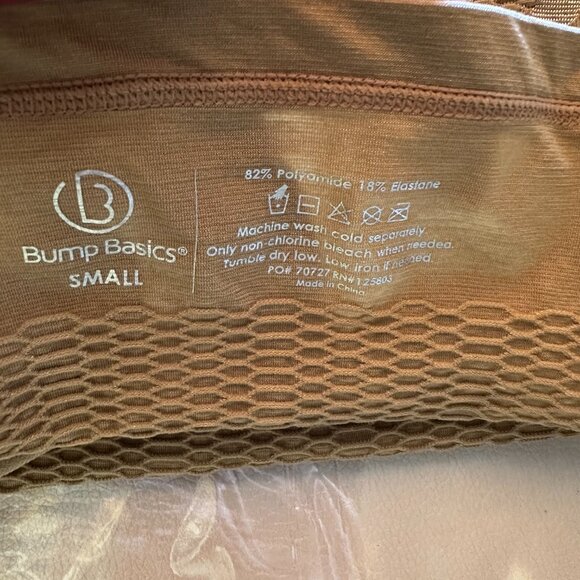 B
Bump Basics®
SMALL
82% Polyamide 18% Elastane
Machine wash cold separately
Only non-chlorine bleach when needed.
Tumble dry low. Low iron if needed.
PO# 70727 RN#125803
Made in China